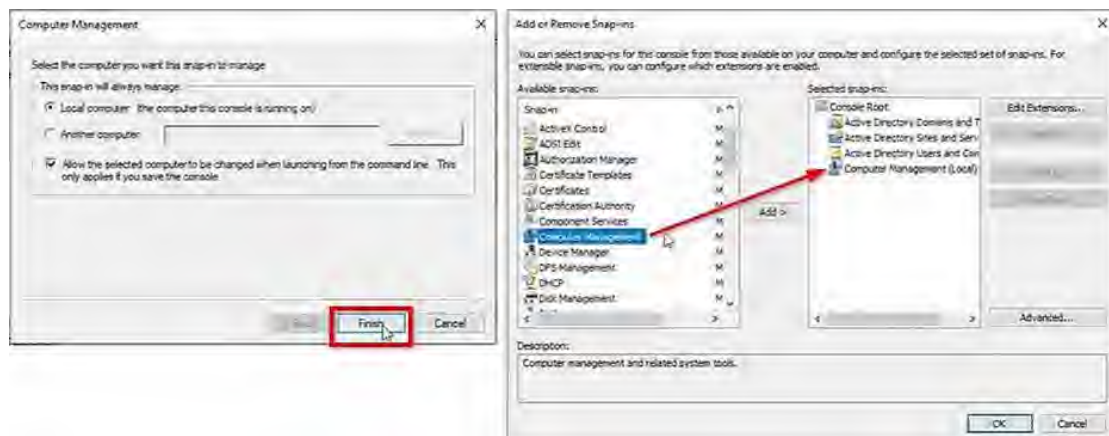 Computer Management
Select the computer you want this snap-in to manage.
This snap-in will always manage:
Local computer: (the computer this console is running on)
Another computer:
Allow the selected computer to be changed when launching from the command line. This
only applies if you save the console.
Finish
Cancel
Add or Remove Snap-ins
You can select snap-ins for this console from those available on your computer and configure the selected set of snap-ins. For
extensible snap-ins, you can configure which extensions are enabled.
Available snap-ins:
Snap-in
ActiveX Control
ADSI Edit
Authorization Manager
Certificate Templates
Certificates
Certification Authority
Component Services
Computer Management
Device Manager
DFS Management
DHCP
Disk Management
Add >
Selected snap-ins:
Console Root
Active Directory Domains and T
Active Directory Sites and Serv
Active Directory Users and Com
Computer Management (Local)
Edit Extensions...
Advanced...
Description:
Computer management and related system tools.
OK
Cancel